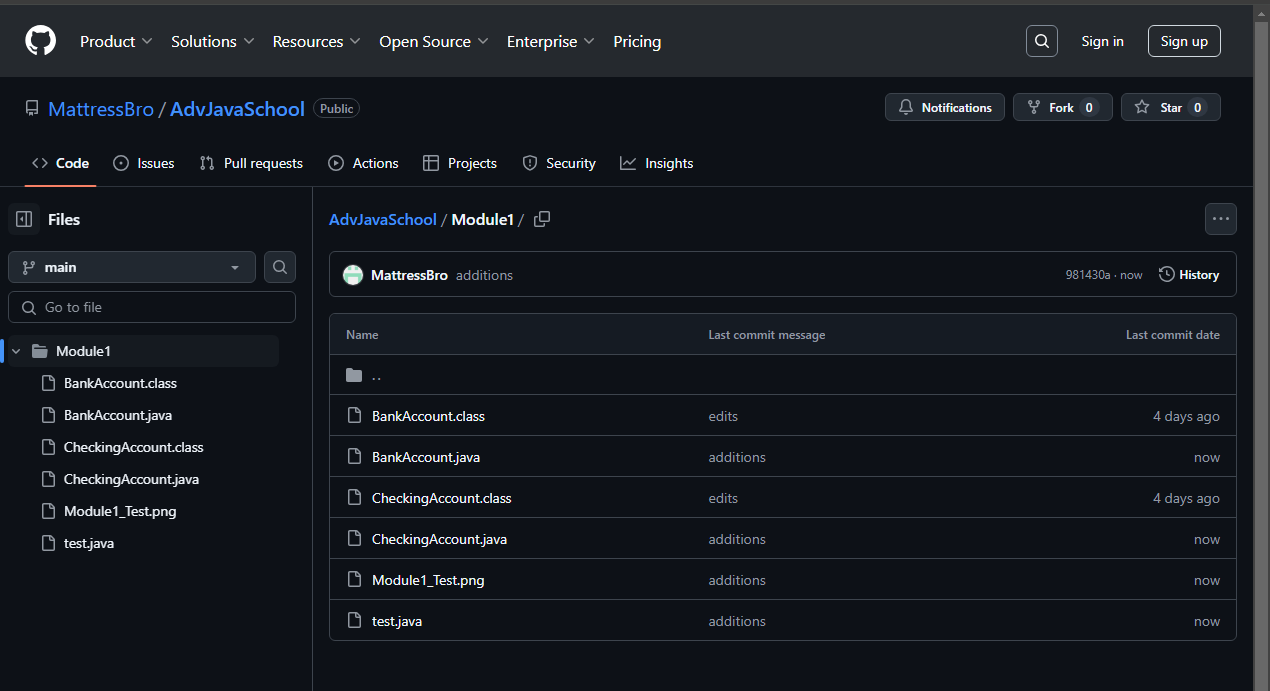 Product Solutions Resources Open Source Enterprise Pricing Sign in Sign up
MattressBro / AdvJavaSchool Public Notifications Fork 0 Star 0
Code Issues Pull requests Actions Projects Security Insights
Files
main
Go to file
Module1
BankAccount.class
BankAccount.java
CheckingAccount.class
CheckingAccount.java
Module1_Test.png
test.java
AdvJavaSchool / Module1 /
MattressBro additions 981430a · now History
Name Last commit message Last commit date
..
BankAccount.class edits 4 days ago
BankAccount.java additions now
CheckingAccount.class edits 4 days ago
CheckingAccount.java additions now
Module1_Test.png additions now
test.java additions now